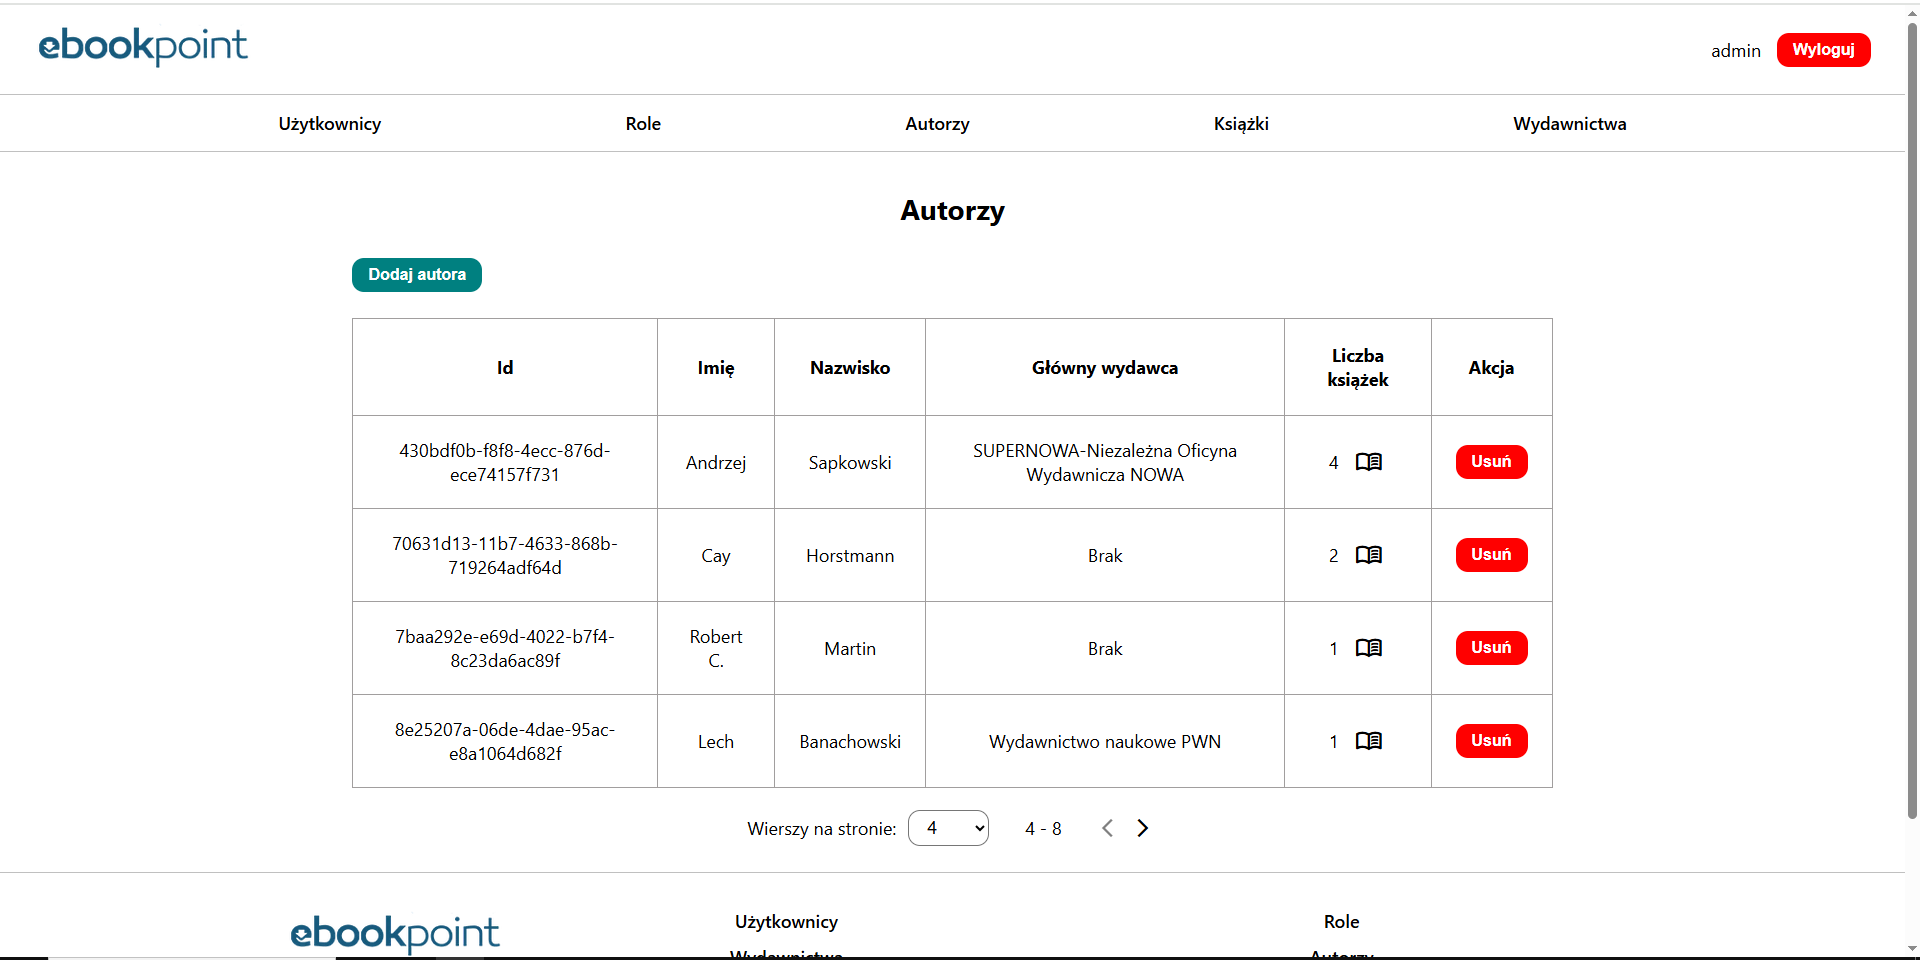 ebookpoint
admin Wyloguj
Użytkownicy Role Autorzy Książki Wydawnictwa
Autorzy
Dodaj autora
Id Imię Nazwisko Główny wydawca Liczba książek Akcja
430bdf0b-f8f8-4ecc-876d-
ece74157f731
Andrzej
Sapkowski
SUPERNOWA-Niezależna Oficyna
Wydawnicza NOWA
4
Usuń
70631d13-11b7-4633-868b-
719264adf64d
Cay
Horstmann
Brak
2
Usuń
7baa292e-e69d-4022-b7f4-
8c23da6ac89f
Robert
C.
Martin
Brak
1
Usuń
8e25207a-06de-4dae-95ac-
e8a1064d682f
Lech
Banachowski
Wydawnictwo naukowe PWN
1
Usuń
Wierszy na stronie: 4 4 - 8
ebookpoint
Użytkownicy Role
Wydawnictwa Autorzy